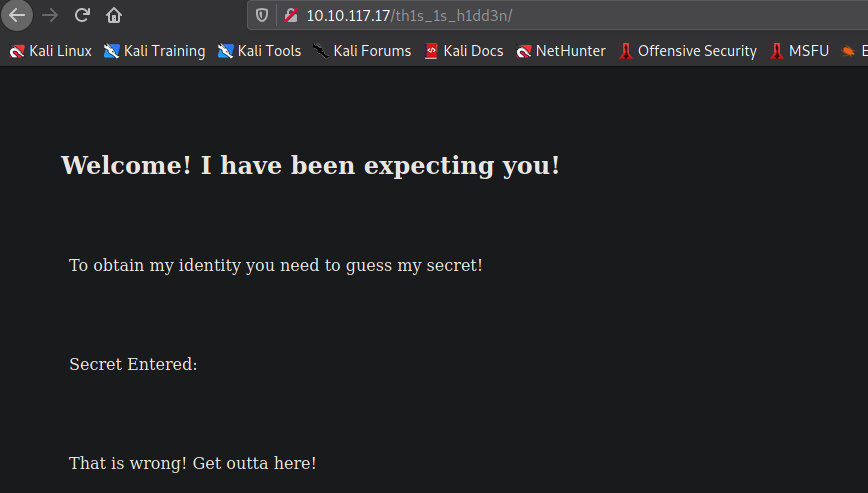 10.10.117.17/th1s_1s_h1dd3n/
Kali Linux Kali Training Kali Tools Kali Forums Kali Docs NetHunter Offensive Security MSFU E
Welcome! I have been expecting you!
To obtain my identity you need to guess my secret!
Secret Entered:
That is wrong! Get outta here!